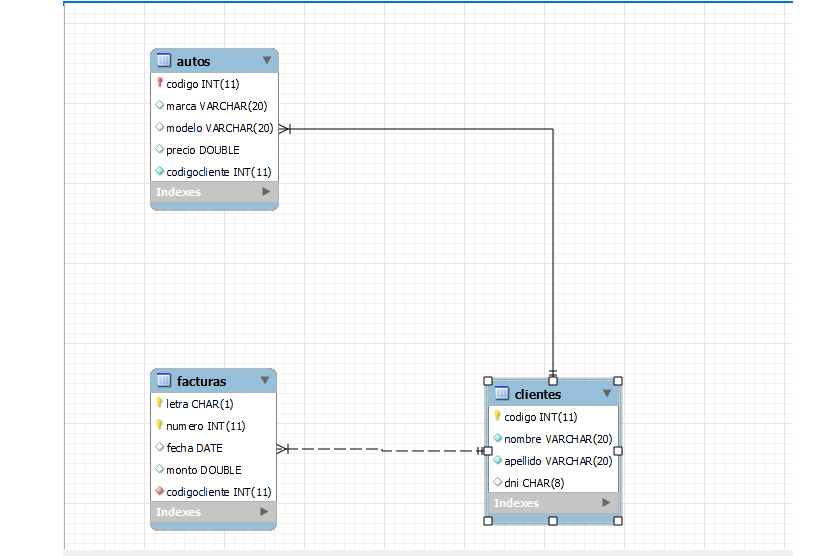 autos
codigo INT(11)
marca VARCHAR(20)
modelo VARCHAR(20)
precio DOUBLE
codigocliente INT(11)
Indexes
facturas
letra CHAR(1)
numero INT(11)
fecha DATE
monto DOUBLE
codigocliente INT(11)
Indexes
clientes
codigo INT(11)
nombre VARCHAR(20)
apellido VARCHAR(20)
dni CHAR(8)
Indexes